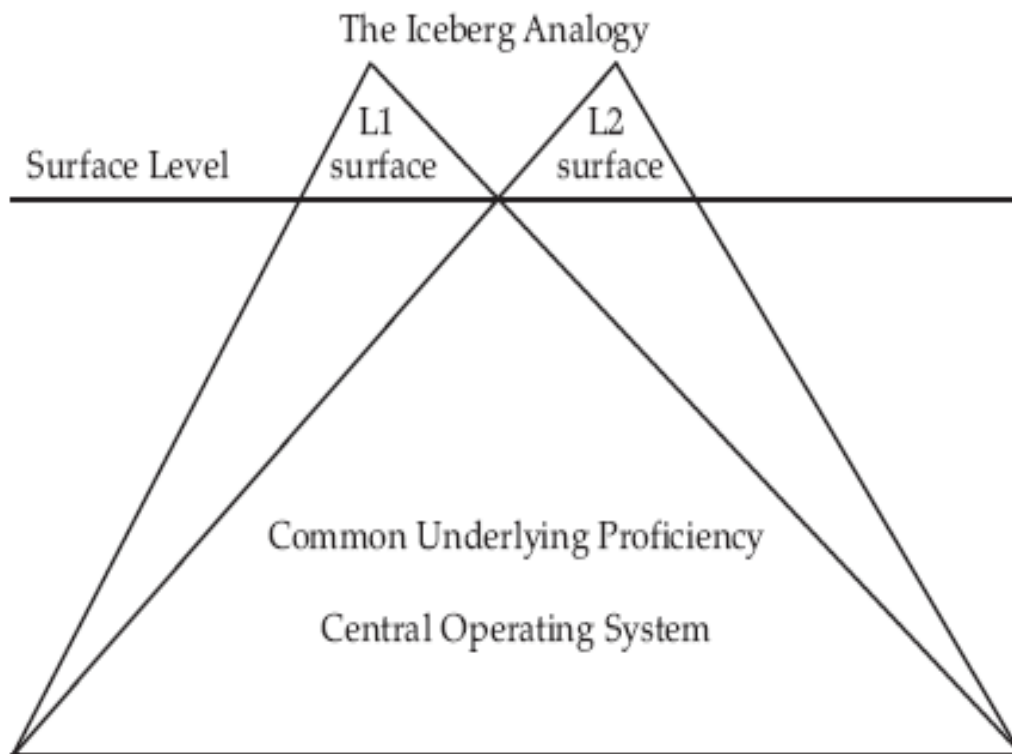 The Iceberg Analogy
L1
surface
L2
surface
Surface Level
Common Underlying Proficiency
Central Operating System